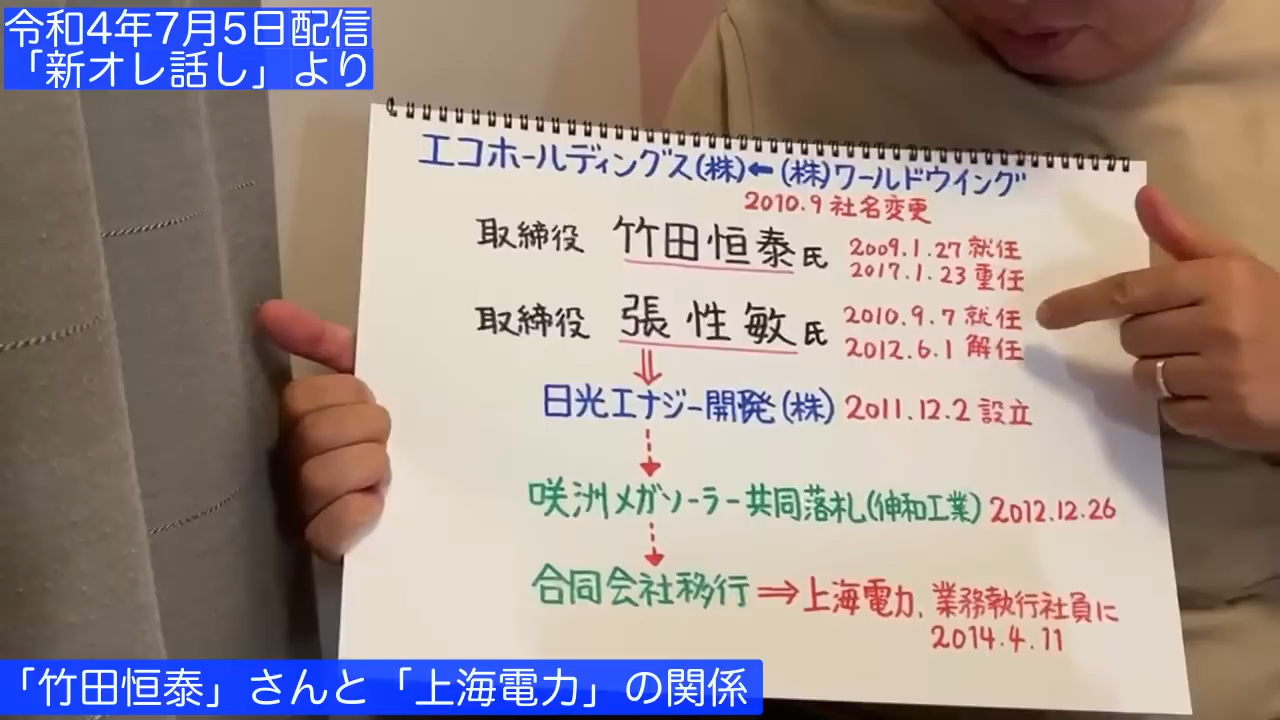 令和4年7月5日配信
「新オレ話し」より
エコホールディングス(株)⬅(株)ワールドウイング
2010.9 社名変更
取締役 竹田恒泰氏 2009.1.27 就任
2017.1.23 重任
取締役 張性敏氏 2010.9.7 就任
2012.6.1 解任
⇓
日光エナジー開発(株) 2011.12.2 設立
咲洲メガソーラー共同落札(伸和工業) 2012.12.26
合同会社移行⇒上海電力、業務執行社員に
2014.4.11
「竹田恒泰」さんと「上海電力」の関係